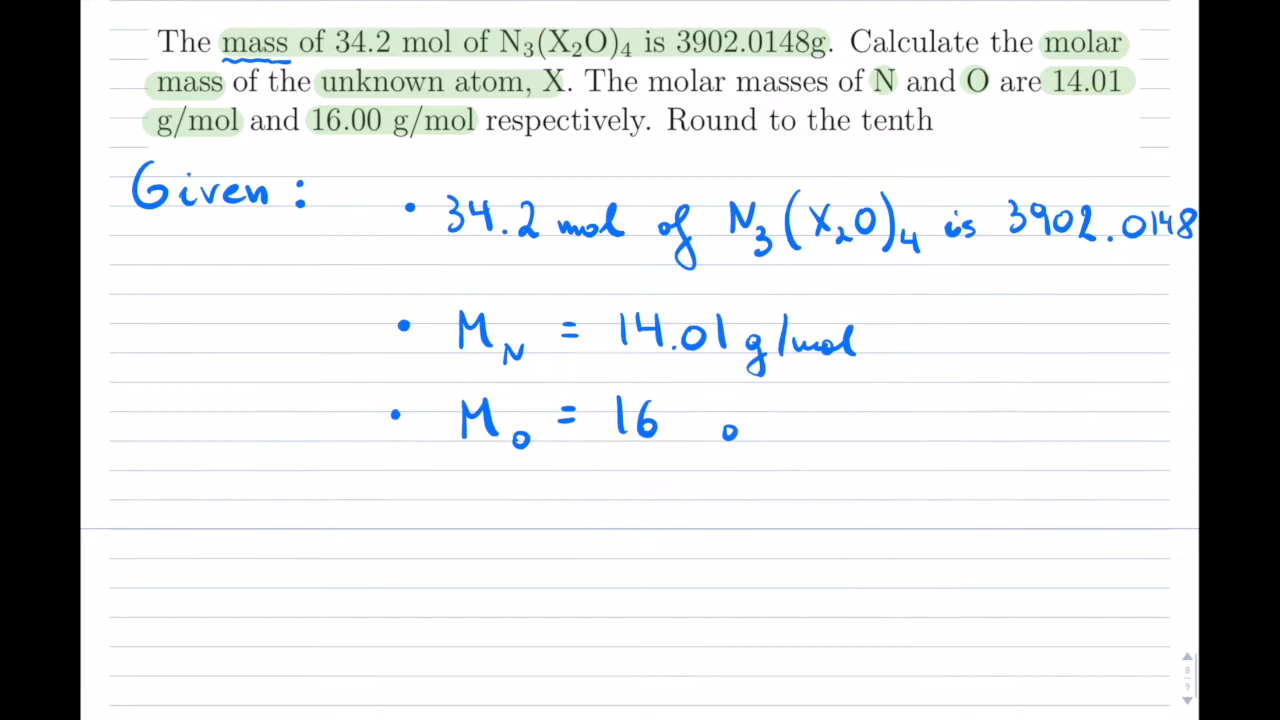 The mass of 34.2 mol of N₃(X₂O)₄ is 3902.0148g. Calculate the molar
mass of the unknown atom, X. The molar masses of N and O are 14.01
g/mol and 16.00 g/mol respectively. Round to the tenth
Given :
• 34.2 mol of N₃(X₂O)₄ is 3902.0148
• M_N = 14.01 g/mol
• M_O = 16 o
8
9